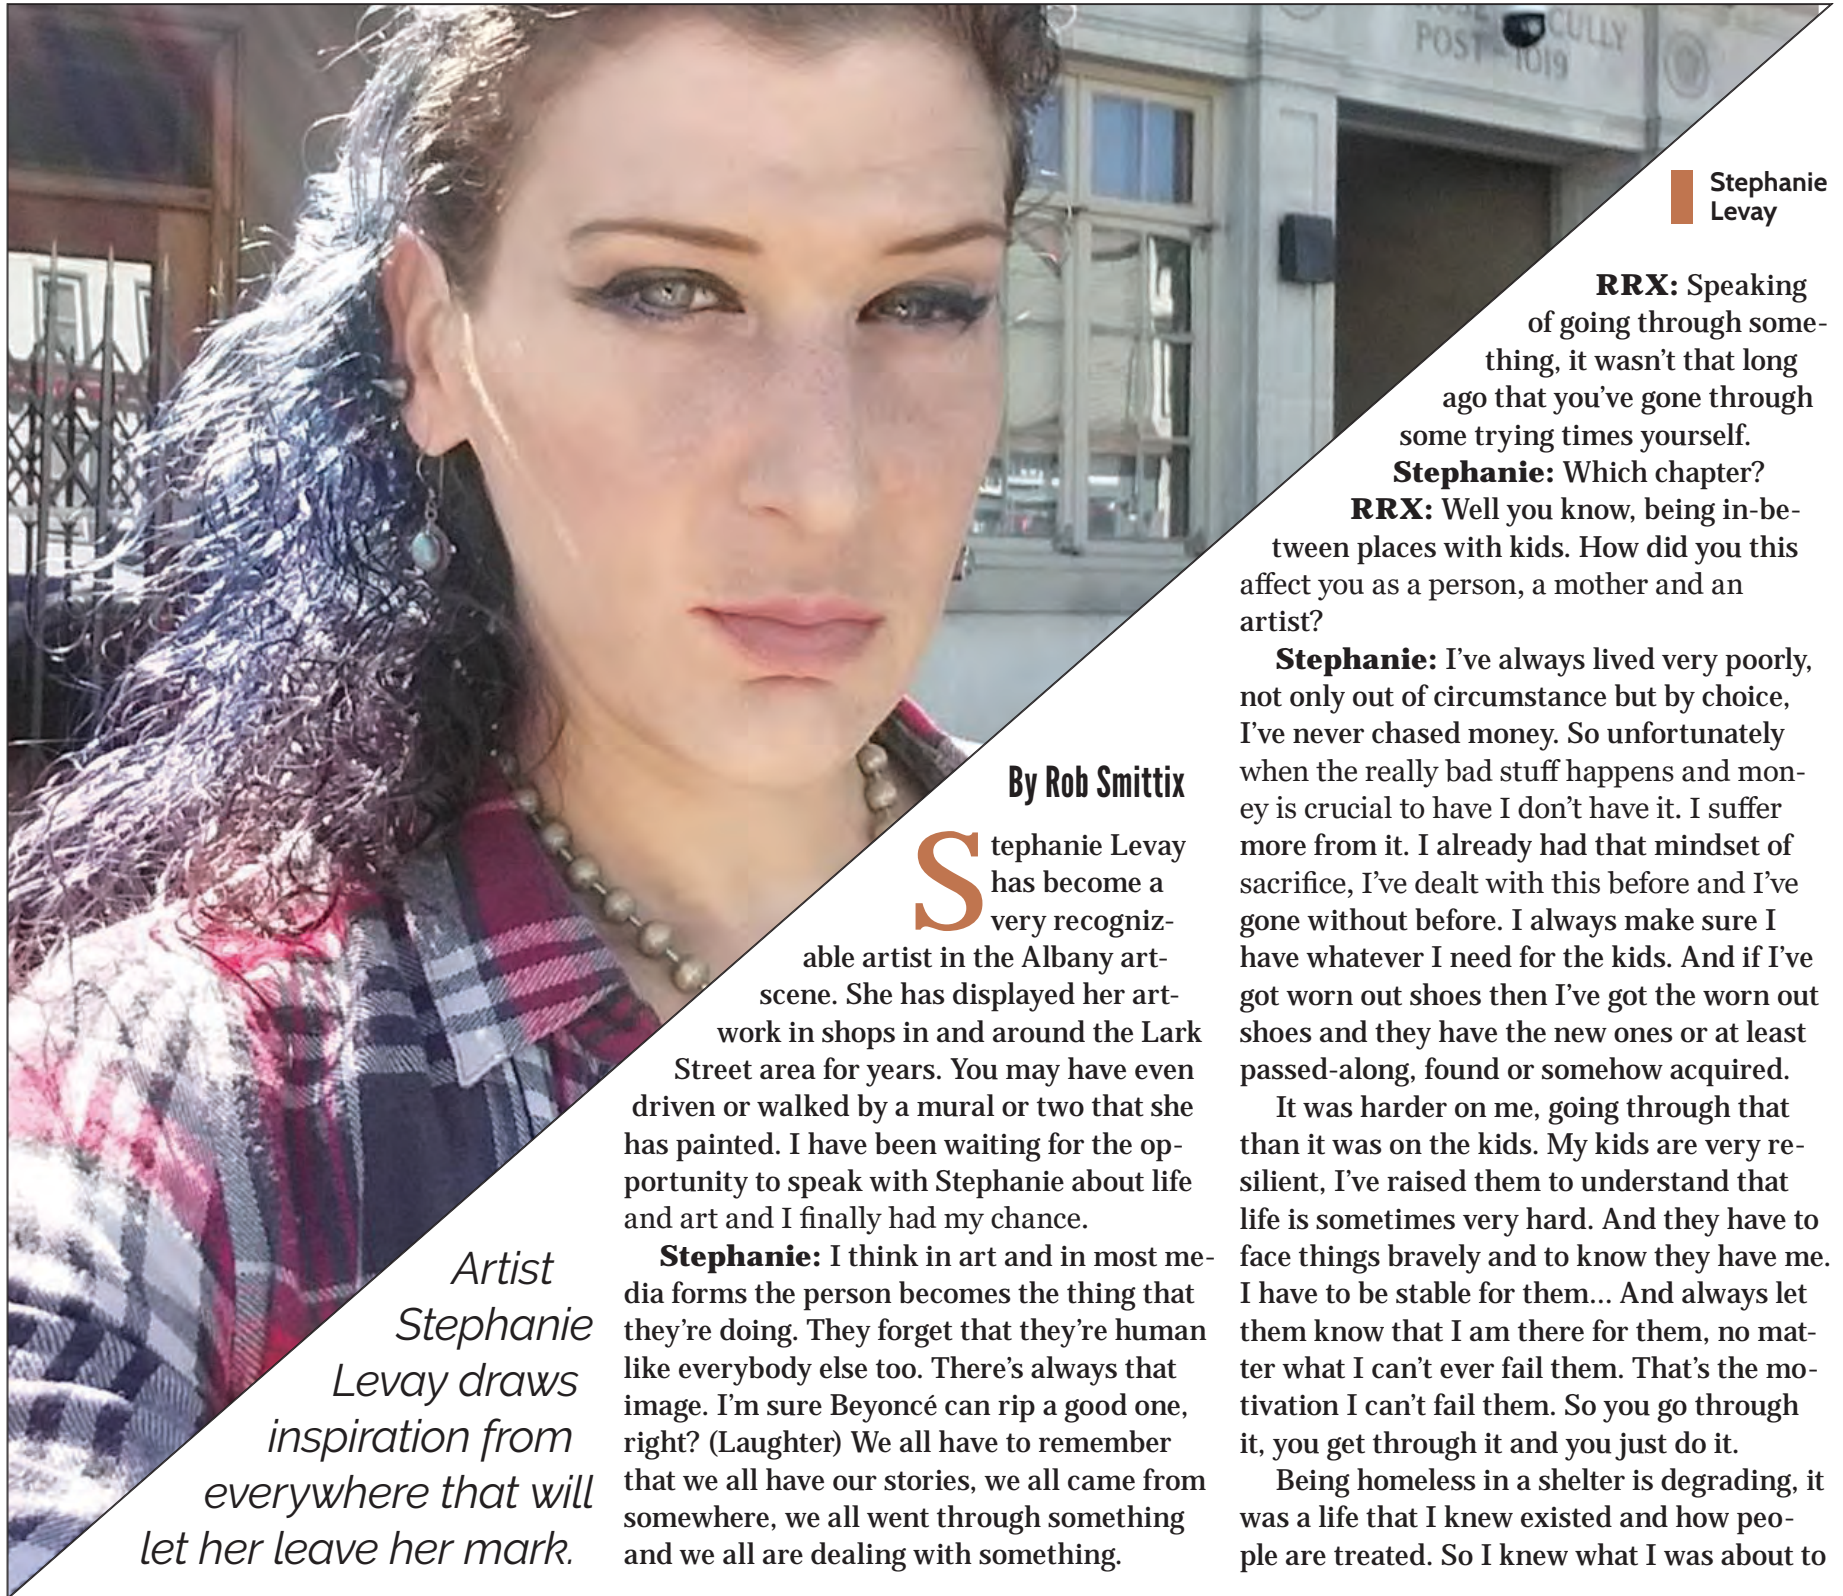 CULLY
POST 1019
Stephanie
Levay
Artist
Stephanie
Levay draws
inspiration from
everywhere that will
let her leave her mark.
By Rob Smittix
Stephanie Levay
has become a
very recogniz-
able artist in the Albany art-
scene. She has displayed her art-
work in shops in and around the Lark
Street area for years. You may have even
driven or walked by a mural or two that she
has painted. I have been waiting for the op-
portunity to speak with Stephanie about life
and art and I finally had my chance.
Stephanie: I think in art and in most me-
dia forms the person becomes the thing that
they're doing. They forget that they're human
like everybody else too. There's always that
image. I'm sure Beyoncé can rip a good one,
right? (Laughter) We all have to remember
that we all have our stories, we all came from
somewhere, we all went through something
and we all are dealing with something.
RRX: Speaking
of going through some-
thing, it wasn't that long
ago that you've gone through
some trying times yourself.
Stephanie: Which chapter?
RRX: Well you know, being in-be-
tween places with kids. How did you this
affect you as a person, a mother and an
artist?
Stephanie: I've always lived very poorly,
not only out of circumstance but by choice,
I've never chased money. So unfortunately
when the really bad stuff happens and mon-
ey is crucial to have I don't have it. I suffer
more from it. I already had that mindset of
sacrifice, I've dealt with this before and I've
gone without before. I always make sure I
have whatever I need for the kids. And if I've
got worn out shoes then I've got the worn out
shoes and they have the new ones or at least
passed-along, found or somehow acquired.
It was harder on me, going through that
than it was on the kids. My kids are very re-
silient, I've raised them to understand that
life is sometimes very hard. And they have to
face things bravely and to know they have me.
I have to be stable for them... And always let
them know that I am there for them, no mat-
ter what I can't ever fail them. That's the mo-
tivation I can't fail them. So you go through
it, you get through it and you just do it.
Being homeless in a shelter is degrading, it
was a life that I knew existed and how peo-
ple are treated. So I knew what I was about to